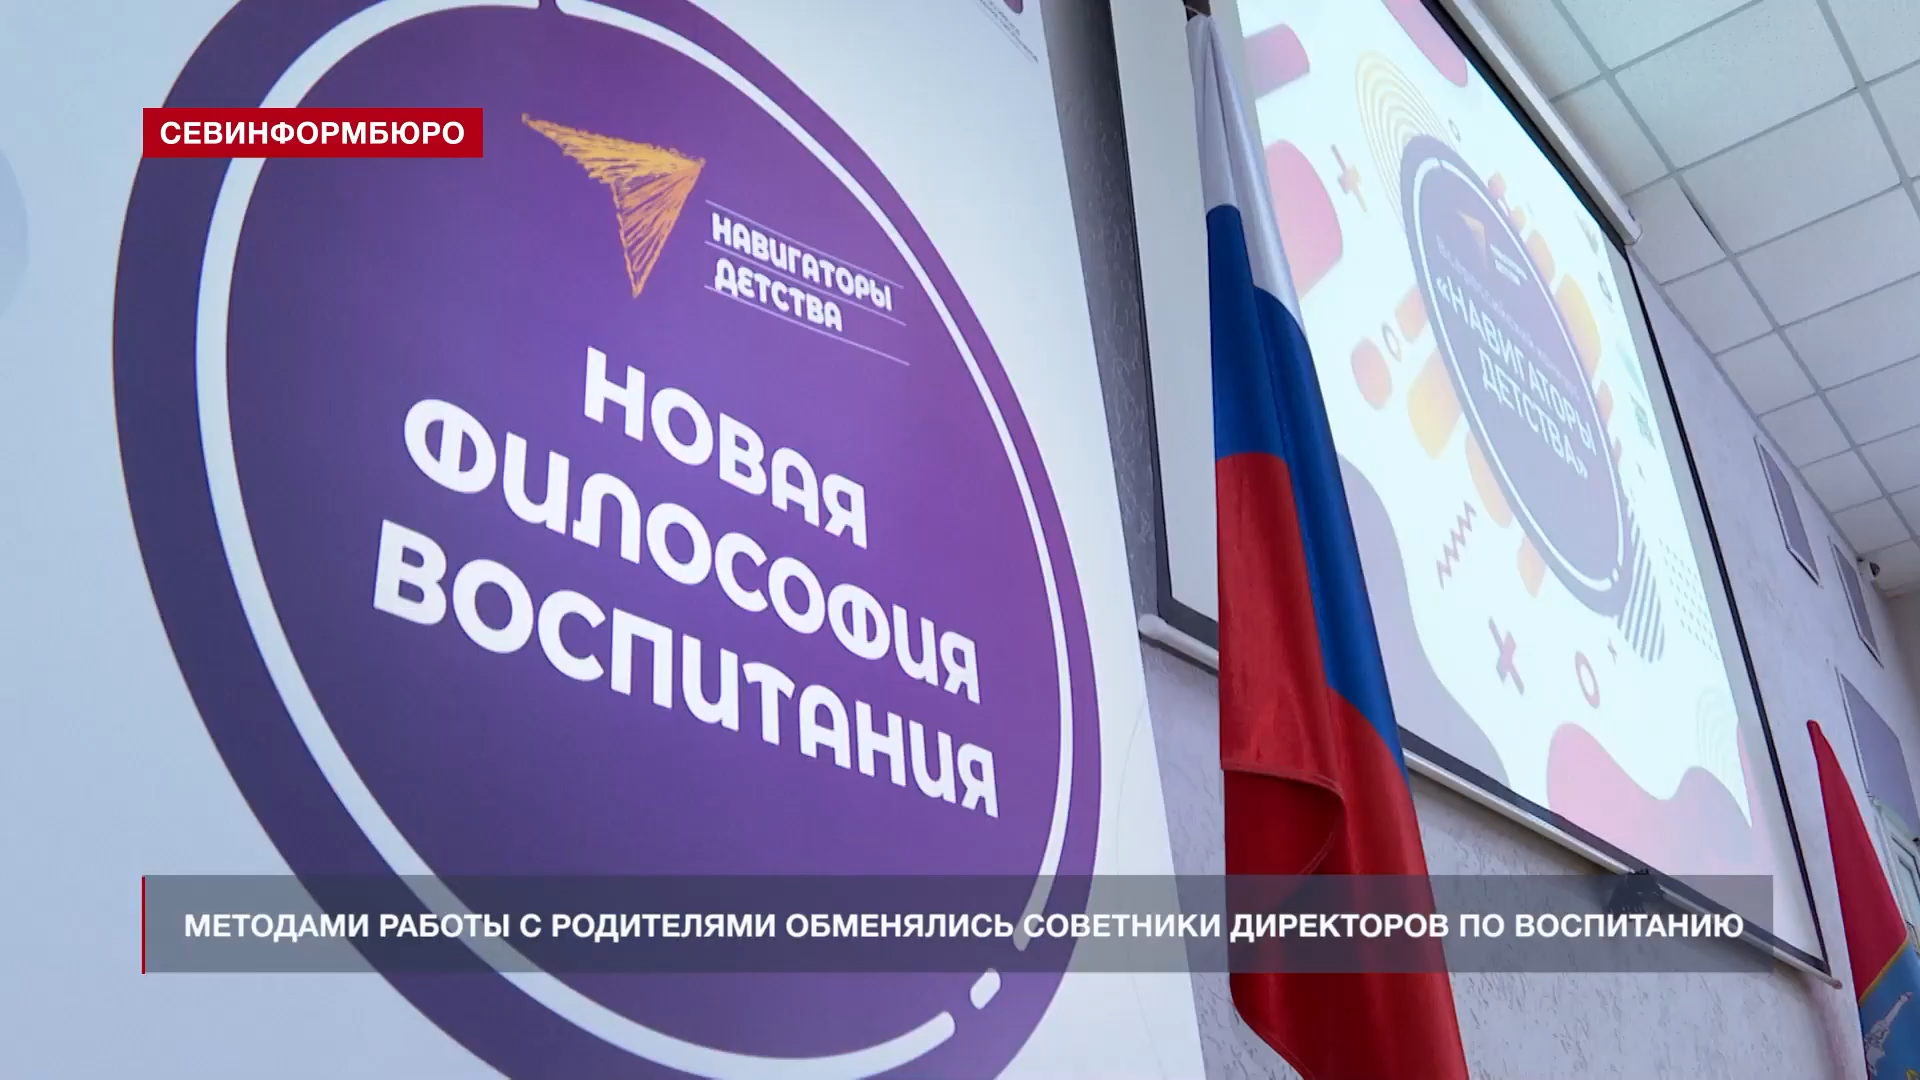 СЕВИНФОРМБЮРО
НАВИГАТОРЫ
ДЕТСТВА
НОВАЯ
ФИЛОСОФИЯ
ВОСПИТАНИЯ
«НАВИГАТОРЫ
ДЕТСТВА»
МЕТОДАМИ РАБОТЫ С РОДИТЕЛЯМИ ОБМЕНЯЛИСЬ СОВЕТНИКИ ДИРЕКТОРОВ ПО ВОСПИТАНИЮ